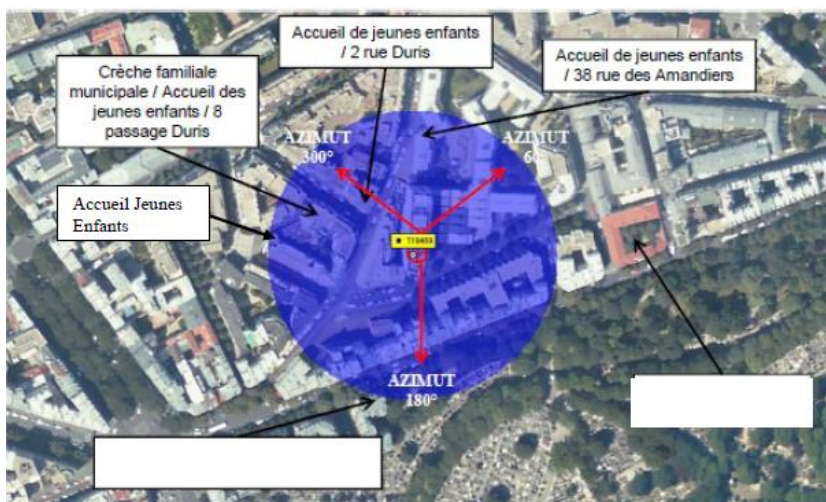 Accueil de jeunes enfants
/ 2 rue Duris
Accueil de jeunes enfants
/ 38 rue des Amandiers
Crèche familiale
municipale / Accueil des
jeunes enfants / 8
passage Duris
AZIMUT
300°
AZIMUT
Accueil Jeunes
Enfants
AZIMUT
180°